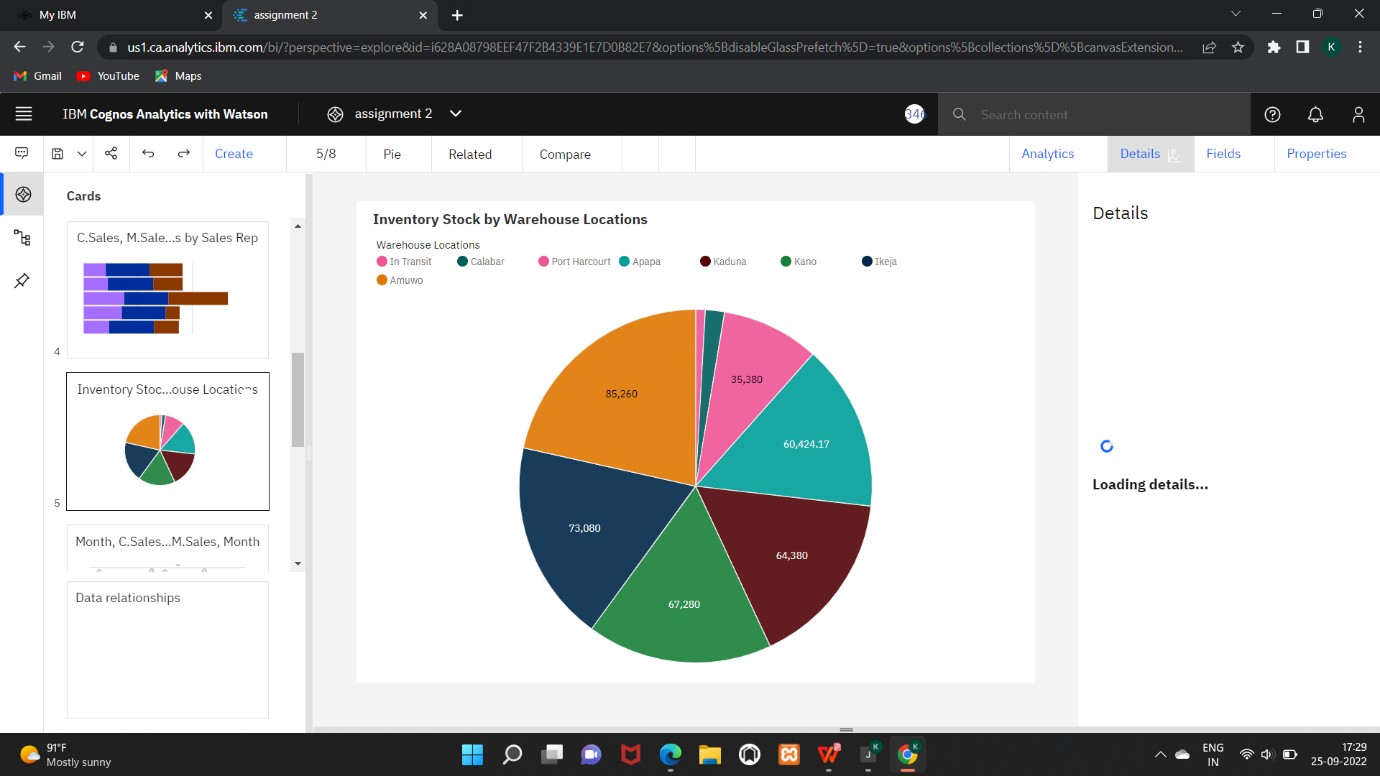 My IBM
assignment 2
us1.ca.analytics.ibm.com/bi/?perspective=explore&id=i628A08798EEF47F2B4339E1E7D0B82E7&options%5BdisableGlassPrefetch%5D=true&options%5Bcollections%5D%5BcanvasExtension...
K
Gmail YouTube Maps
IBM Cognos Analytics with Watson
assignment 2
346
Search content
Create 5/8 Pie Related Compare
Analytics Details Fields Properties
Cards
C.Sales, M.Sale...s by Sales Rep
4
Inventory Stoc...ouse Locations
5
Month, C.Sales...M.Sales, Month
Data relationships
Inventory Stock by Warehouse Locations
Warehouse Locations
In Transit Calabar Port Harcourt Apapa Kaduna Kano Ikeja
Amuwo
85,260
35,380
60,424.17
73,080
64,380
67,280
Details
Loading details...
91°F
Mostly sunny
ENG
IN
17:29
25-09-2022